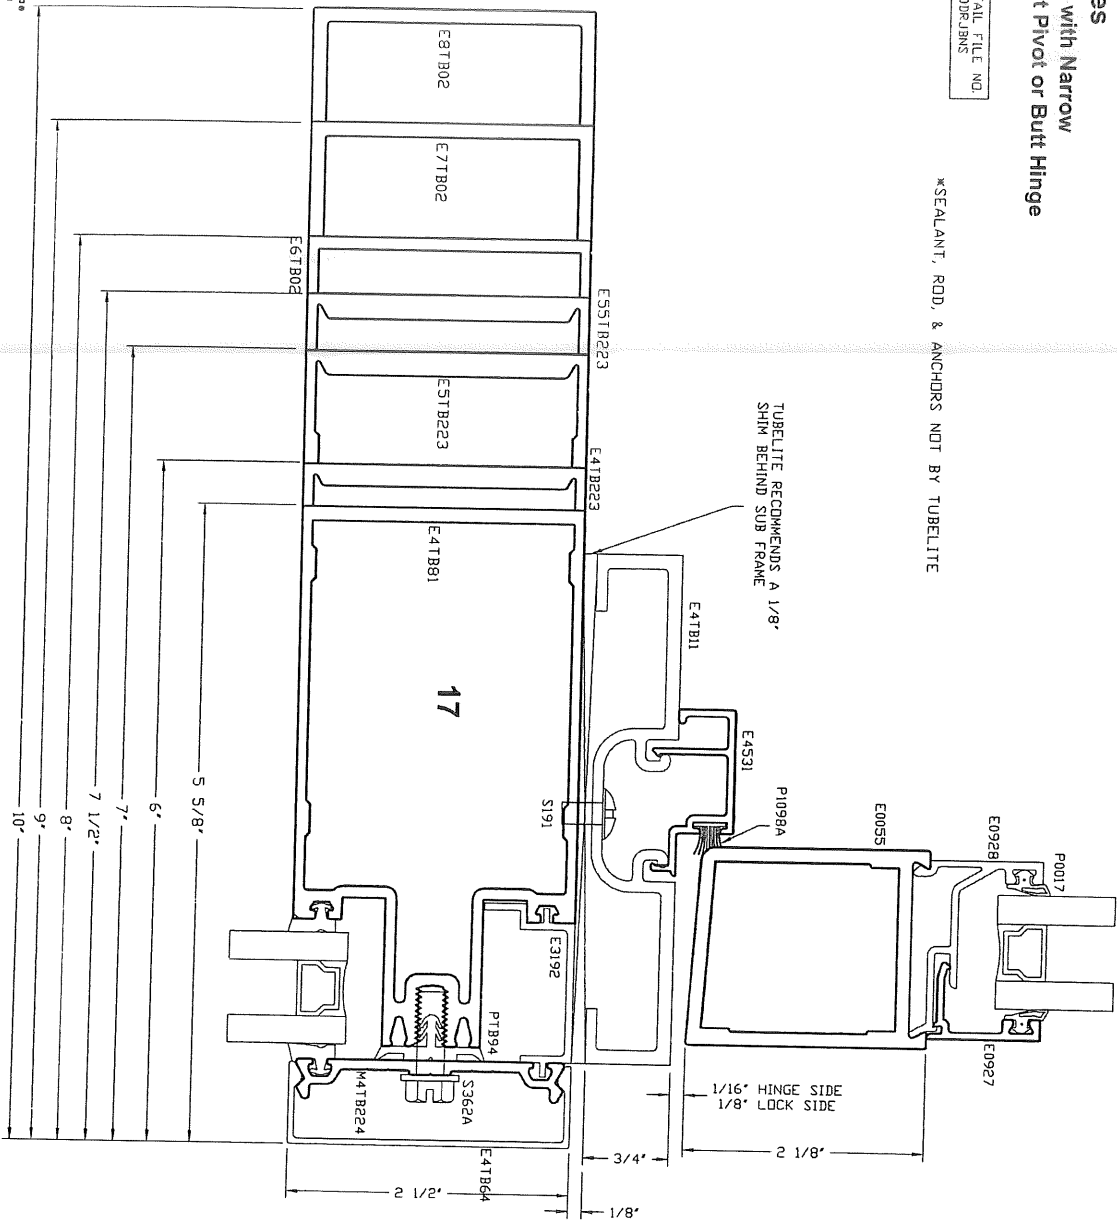 es
with Narrow
t Pivot or Butt Hinge
AIL FILE NO.
DDRJBNS
*SEALANT, ROD, & ANCHORS NOT BY TUBELITE
TUBELITE RECOMMENDS A 1/8"
SHIM BEHIND SUB FRAME
E8TB02
E7TB02
E6TB02
E55TB223
E5TB223
E4TB223
E4TB81
17
E4TB11
E4531
P1098A
E0055
E0928
P0017
E0927
S191
E3192
PTB94
S362A
M4TB224
E4TB64
1/16" HINGE SIDE
1/8" LOCK SIDE
2 1/8"
3/4"
1/8"
2 1/2"
5 5/8"
6"
7"
7 1/2"
8"
9"
10"